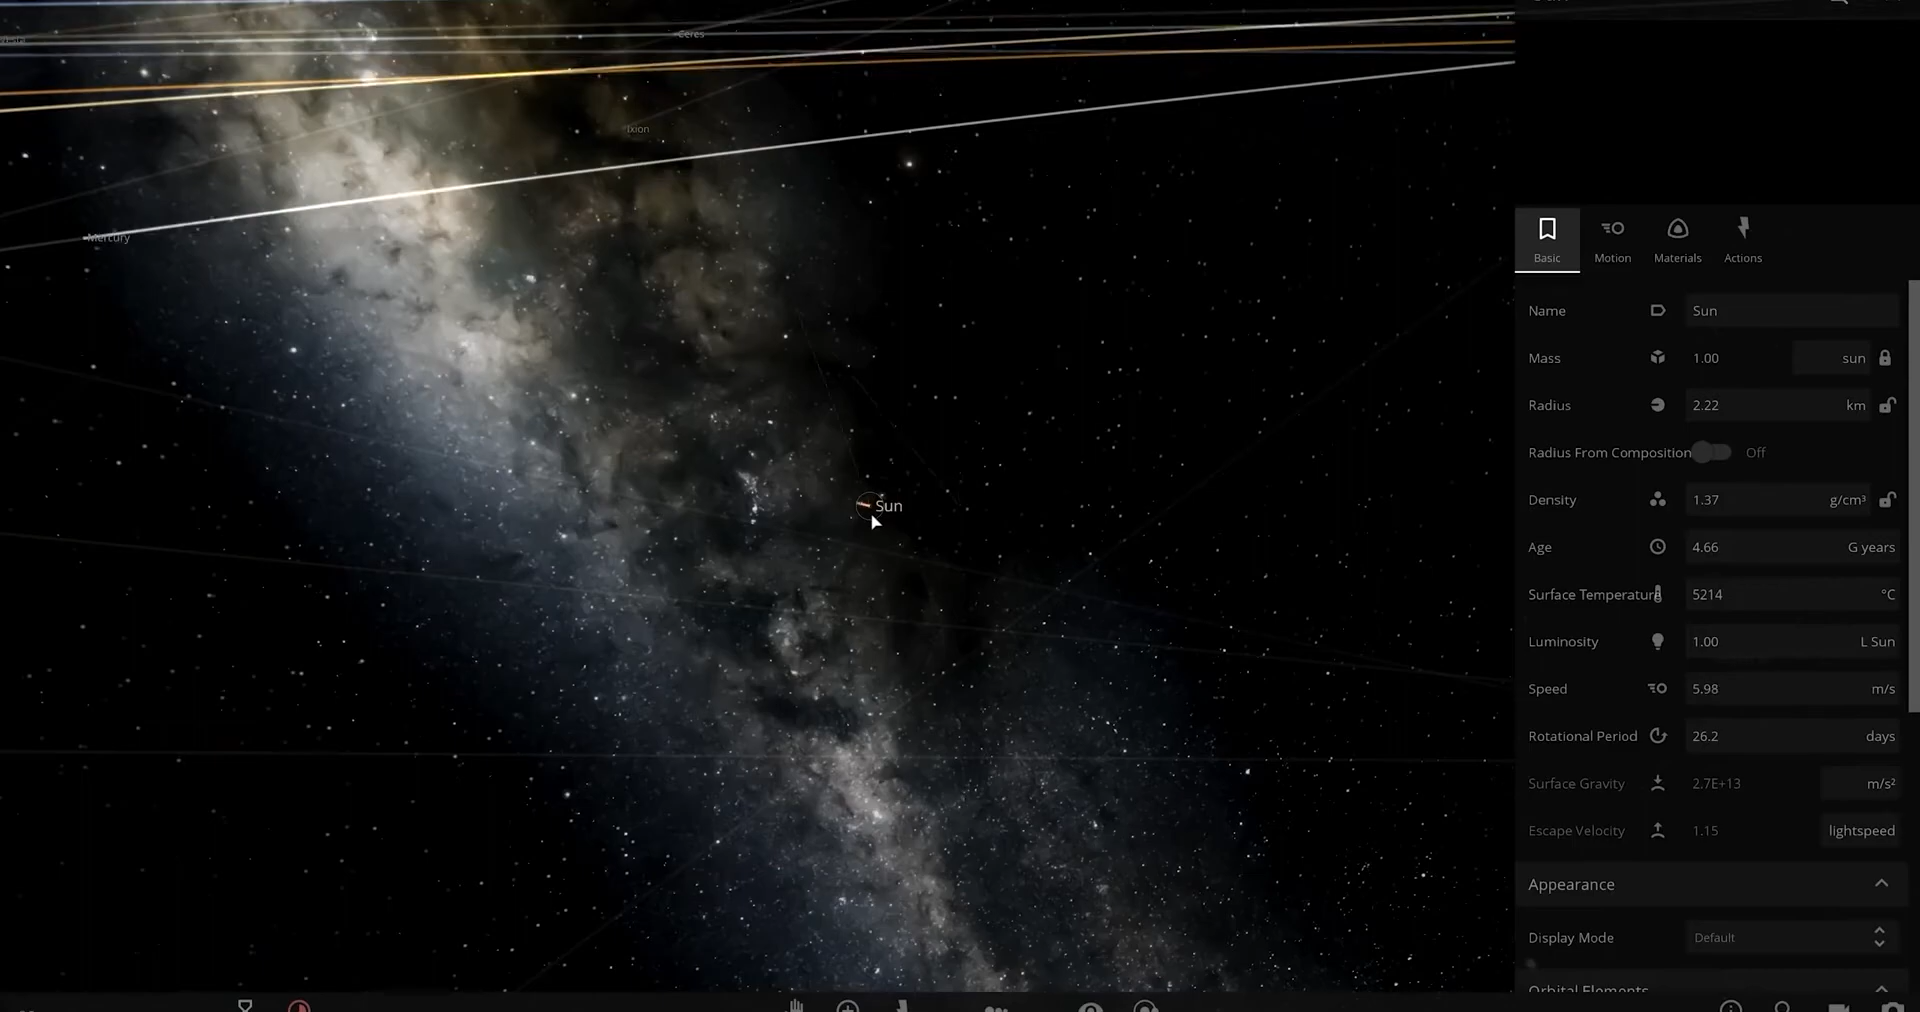 Ceres
Ixion
Mercury
Sun
Basic
Motion
Materials
Actions
Name Sun
Mass 1.00 sun
Radius 2.22 km
Radius From Composition Off
Density 1.37 g/cm³
Age 4.66 G years
Surface Temperature 5214 °C
Luminosity 1.00 L Sun
Speed 5.98 m/s
Rotational Period 26.2 days
Surface Gravity 2.7E+13 m/s²
Escape Velocity 1.15 lightspeed
Appearance
Display Mode Default
Orbital Elements